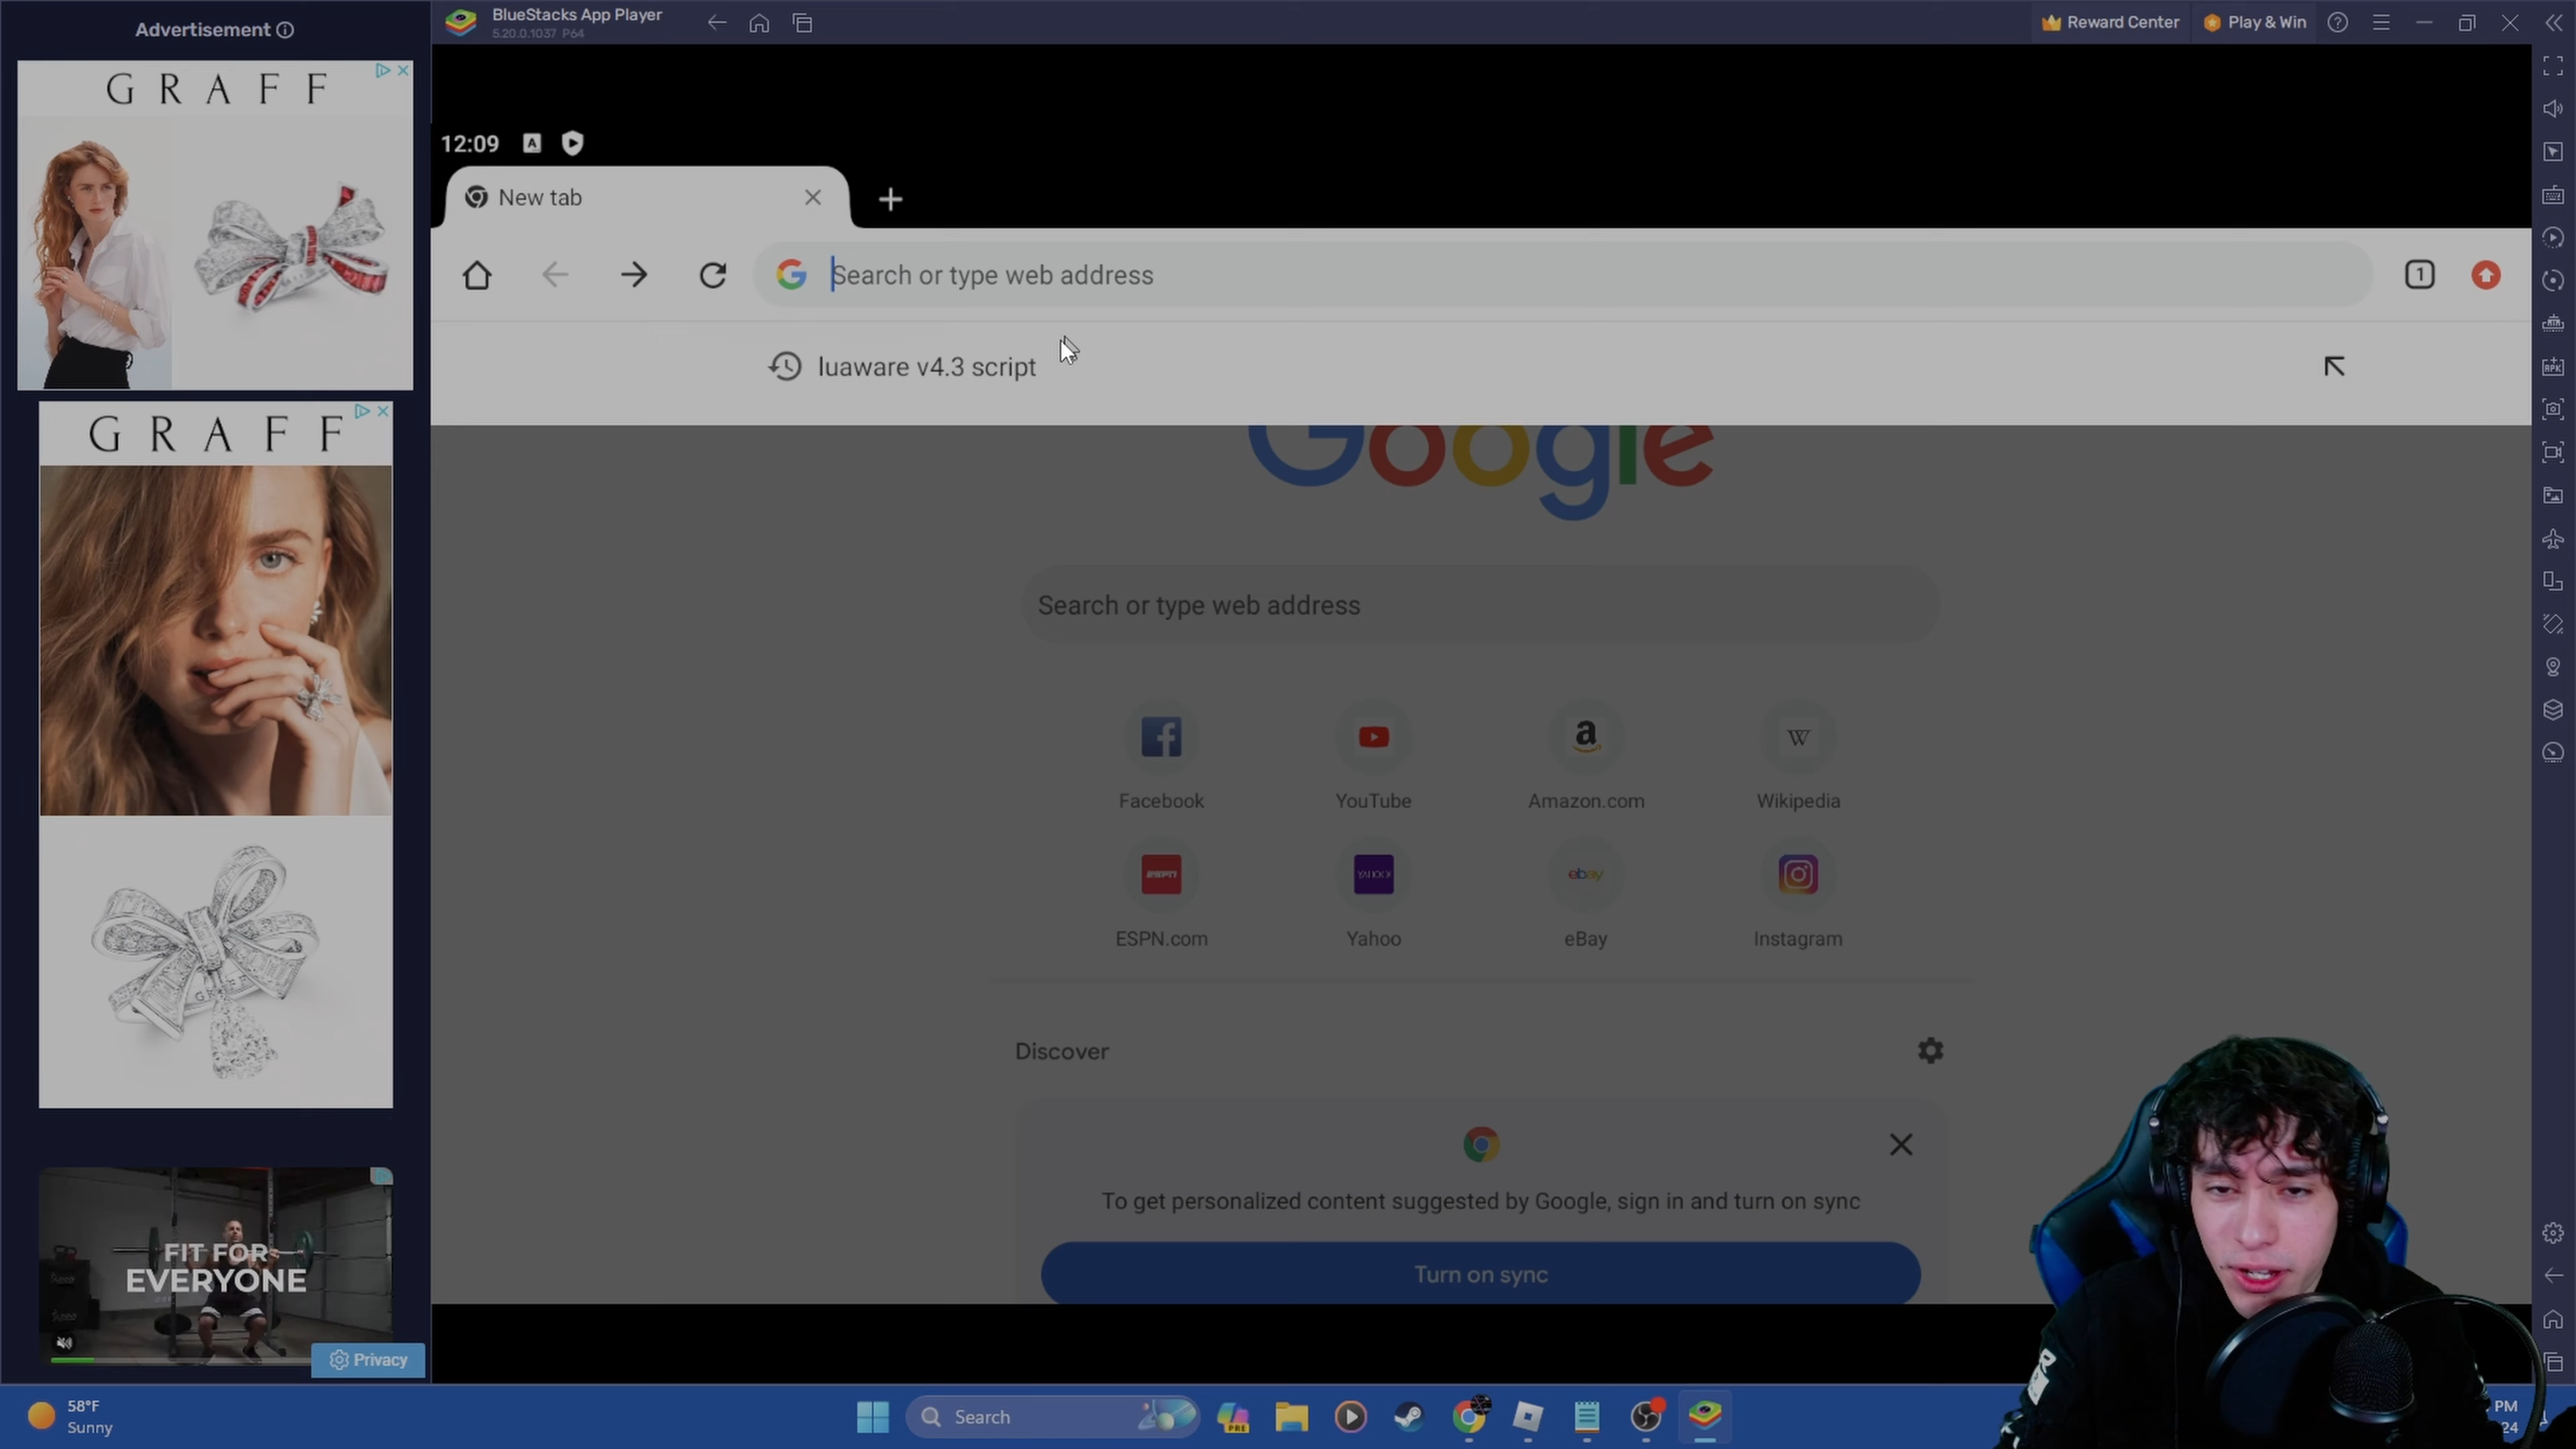 Advertisement
GRAFF
GRAFF
FIT FOR
EVERYONE
Privacy
BlueStacks App Player
5.20.0.1037 P64
Reward Center
Play & Win
12:09
New tab
Search or type web address
1
luaware v4.3 script
Google
Search or type web address
Facebook
YouTube
Amazon.com
Wikipedia
ESPN.com
Yahoo
eBay
Instagram
Discover
To get personalized content suggested by Google, sign in and turn on sync
Turn on sync
58°F
Sunny
Search
PM
24